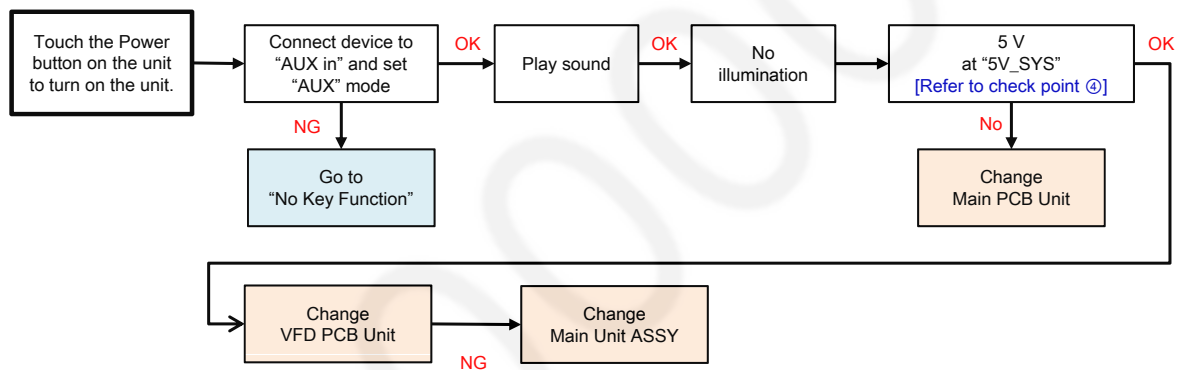 Touch the Power
button on the unit
to turn on the unit.
Connect device to
“AUX in” and set
“AUX” mode
OK
Play sound
OK
No
illumination
5 V
at “5V_SYS”
[Refer to check point ④]
OK
NG
Go to
“No Key Function”
No
Change
Main PCB Unit
Change
VFD PCB Unit
NG
Change
Main Unit ASSY